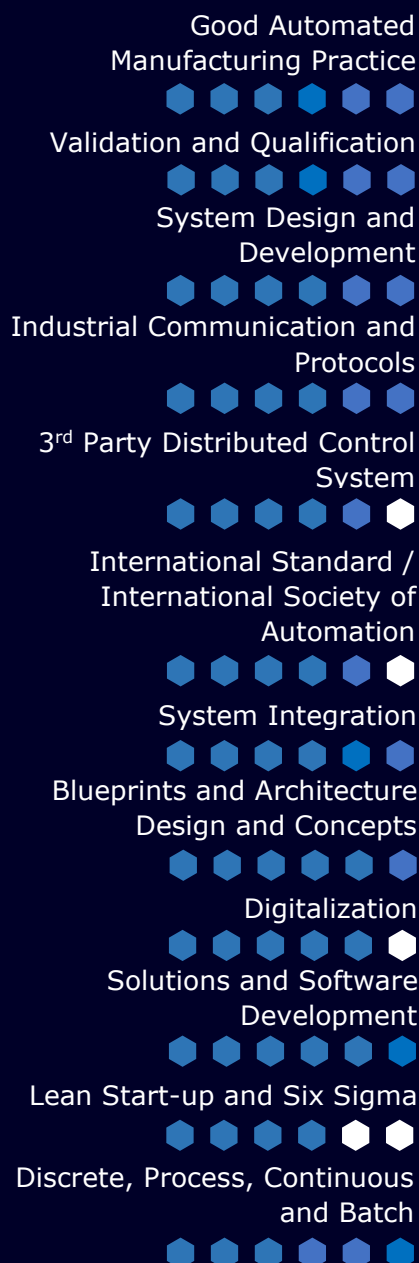 Good Automated
Manufacturing Practice
Validation and Qualification
System Design and
Development
Industrial Communication and
Protocols
3rd Party Distributed Control
System
International Standard /
International Society of
Automation
System Integration
Blueprints and Architecture
Design and Concepts
Digitalization
Solutions and Software
Development
Lean Start-up and Six Sigma
Discrete, Process, Continuous
and Batch